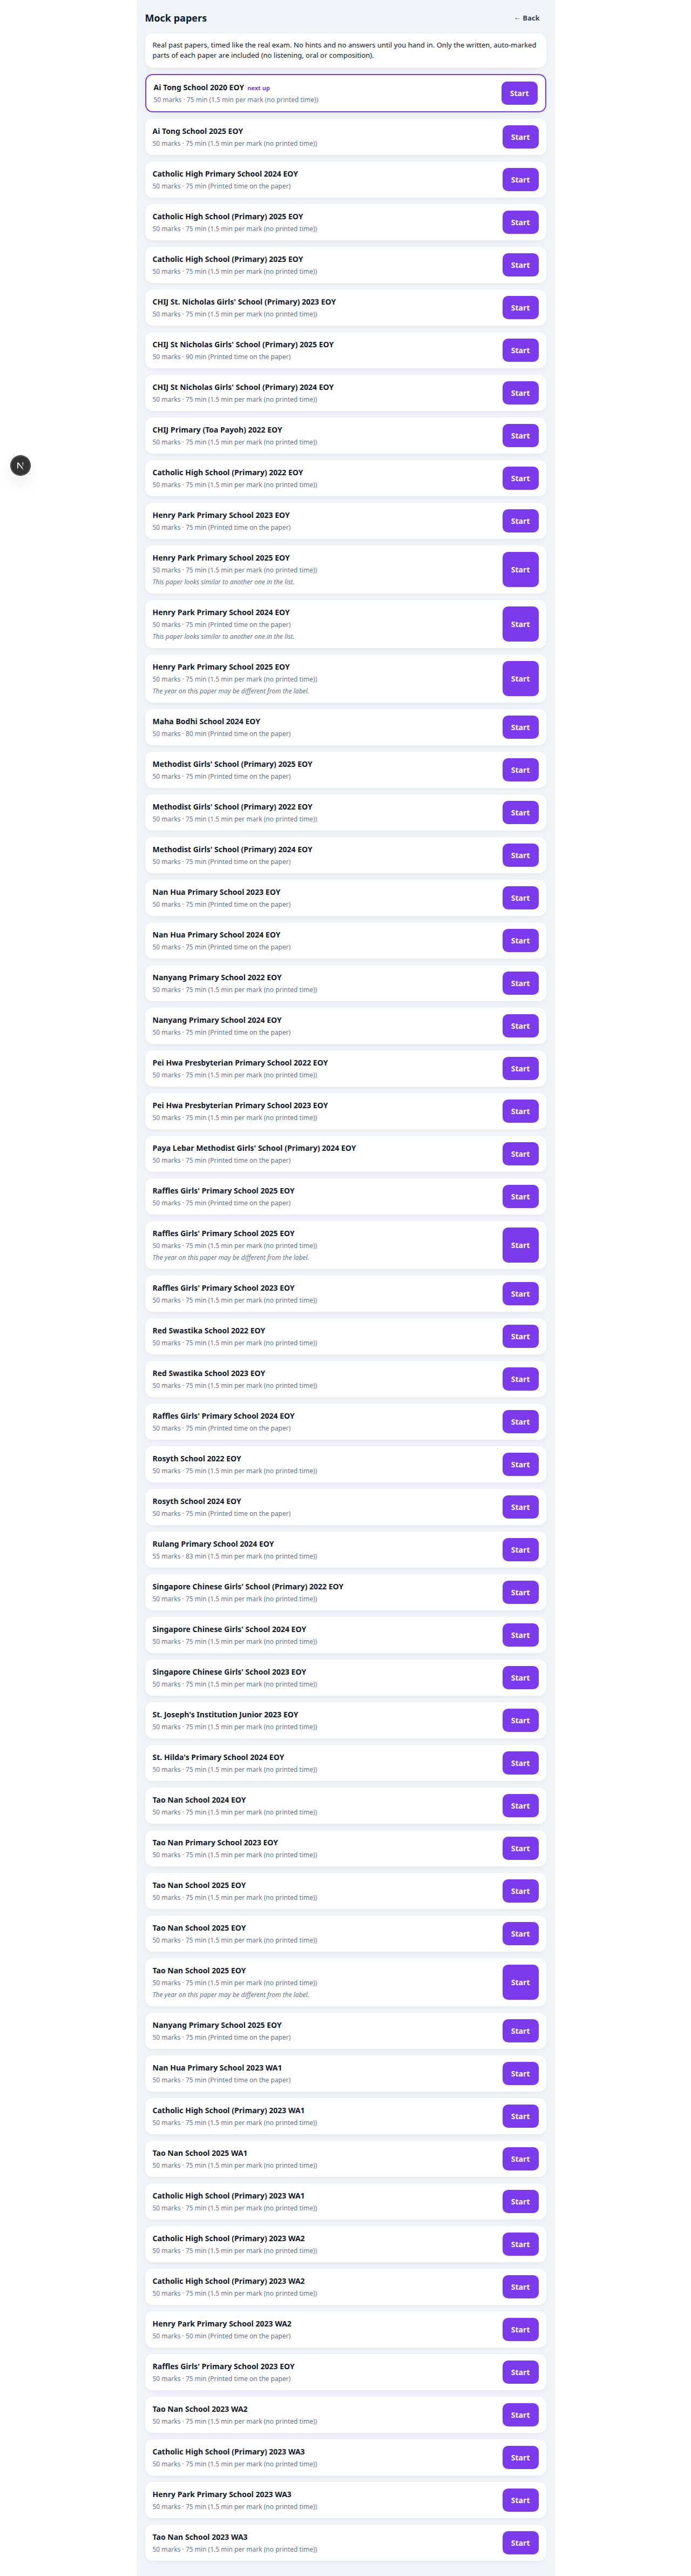 Mock papers
← Back
Real past papers, timed like the real exam. No hints and no answers until you hand in. Only the written, auto-marked
parts of each paper are included (no listening, oral or composition).
Ai Tong School 2020 EOY next up
50 marks · 75 min (1.5 min per mark (no printed time))
Start
Ai Tong School 2025 EOY
50 marks · 75 min (1.5 min per mark (no printed time))
Start
Catholic High Primary School 2024 EOY
50 marks · 75 min (Printed time on the paper)
Start
Catholic High School (Primary) 2025 EOY
50 marks · 75 min (1.5 min per mark (no printed time))
Start
Catholic High School (Primary) 2025 EOY
50 marks · 75 min (1.5 min per mark (no printed time))
Start
CHIJ St. Nicholas Girls' School (Primary) 2023 EOY
50 marks · 75 min (1.5 min per mark (no printed time))
Start
CHIJ St Nicholas Girls' School (Primary) 2025 EOY
50 marks · 90 min (Printed time on the paper)
Start
CHIJ St Nicholas Girls' School (Primary) 2024 EOY
50 marks · 75 min (1.5 min per mark (no printed time))
Start
CHIJ Primary (Toa Payoh) 2022 EOY
50 marks · 75 min (1.5 min per mark (no printed time))
Start
Catholic High School (Primary) 2022 EOY
50 marks · 75 min (1.5 min per mark (no printed time))
Start
N
Henry Park Primary School 2023 EOY
50 marks · 75 min (Printed time on the paper)
Start
Henry Park Primary School 2025 EOY
50 marks · 75 min (1.5 min per mark (no printed time))
This paper looks similar to another one in the list.
Start
Henry Park Primary School 2024 EOY
50 marks · 75 min (Printed time on the paper)
This paper looks similar to another one in the list.
Start
Henry Park Primary School 2025 EOY
50 marks · 75 min (1.5 min per mark (no printed time))
The year on this paper may be different from the label.
Start
Maha Bodhi School 2024 EOY
50 marks · 80 min (Printed time on the paper)
Start
Methodist Girls' School (Primary) 2025 EOY
50 marks · 75 min (Printed time on the paper)
Start
Methodist Girls' School (Primary) 2022 EOY
50 marks · 75 min (1.5 min per mark (no printed time))
Start
Methodist Girls' School (Primary) 2024 EOY
50 marks · 75 min (Printed time on the paper)
Start
Nan Hua Primary School 2023 EOY
50 marks · 75 min (Printed time on the paper)
Start
Nan Hua Primary School 2024 EOY
50 marks · 75 min (Printed time on the paper)
Start
Nanyang Primary School 2022 EOY
50 marks · 75 min (1.5 min per mark (no printed time))
Start
Nanyang Primary School 2024 EOY
50 marks · 75 min (Printed time on the paper)
Start
Pei Hwa Presbyterian Primary School 2022 EOY
50 marks · 75 min (1.5 min per mark (no printed time))
Start
Pei Hwa Presbyterian Primary School 2023 EOY
50 marks · 75 min (1.5 min per mark (no printed time))
Start
Paya Lebar Methodist Girls' School (Primary) 2024 EOY
50 marks · 75 min (Printed time on the paper)
Start
Raffles Girls' Primary School 2025 EOY
50 marks · 75 min (Printed time on the paper)
Start
Raffles Girls' Primary School 2025 EOY
50 marks · 75 min (1.5 min per mark (no printed time))
The year on this paper may be different from the label.
Start
Raffles Girls' Primary School 2023 EOY
50 marks · 75 min (1.5 min per mark (no printed time))
Start
Red Swastika School 2022 EOY
50 marks · 75 min (1.5 min per mark (no printed time))
Start
Red Swastika School 2023 EOY
50 marks · 75 min (1.5 min per mark (no printed time))
Start
Raffles Girls' Primary School 2024 EOY
50 marks · 75 min (Printed time on the paper)
Start
Rosyth School 2022 EOY
50 marks · 75 min (1.5 min per mark (no printed time))
Start
Rosyth School 2024 EOY
50 marks · 75 min (Printed time on the paper)
Start
Rulang Primary School 2024 EOY
55 marks · 83 min (1.5 min per mark (no printed time))
Start
Singapore Chinese Girls' School (Primary) 2022 EOY
50 marks · 75 min (1.5 min per mark (no printed time))
Start
Singapore Chinese Girls' School 2024 EOY
50 marks · 75 min (1.5 min per mark (no printed time))
Start
Singapore Chinese Girls' School 2023 EOY
50 marks · 75 min (1.5 min per mark (no printed time))
Start
St. Joseph's Institution Junior 2023 EOY
50 marks · 75 min (1.5 min per mark (no printed time))
Start
St. Hilda's Primary School 2024 EOY
50 marks · 75 min (1.5 min per mark (no printed time))
Start
Tao Nan School 2024 EOY
50 marks · 75 min (1.5 min per mark (no printed time))
Start
Tao Nan Primary School 2023 EOY
50 marks · 75 min (1.5 min per mark (no printed time))
Start
Tao Nan School 2025 EOY
50 marks · 75 min (1.5 min per mark (no printed time))
Start
Tao Nan School 2025 EOY
50 marks · 75 min (1.5 min per mark (no printed time))
Start
Tao Nan School 2025 EOY
50 marks · 75 min (1.5 min per mark (no printed time))
The year on this paper may be different from the label.
Start
Nanyang Primary School 2025 EOY
50 marks · 75 min (Printed time on the paper)
Start
Nan Hua Primary School 2023 WA1
50 marks · 75 min (Printed time on the paper)
Start
Catholic High School (Primary) 2023 WA1
50 marks · 75 min (1.5 min per mark (no printed time))
Start
Tao Nan School 2025 WA1
50 marks · 75 min (1.5 min per mark (no printed time))
Start
Catholic High School (Primary) 2023 WA1
50 marks · 75 min (1.5 min per mark (no printed time))
Start
Catholic High School (Primary) 2023 WA2
50 marks · 75 min (1.5 min per mark (no printed time))
Start
Catholic High School (Primary) 2023 WA2
50 marks · 75 min (1.5 min per mark (no printed time))
Start
Henry Park Primary School 2023 WA2
50 marks · 50 min (Printed time on the paper)
Start
Raffles Girls' Primary School 2023 EOY
50 marks · 75 min (Printed time on the paper)
Start
Tao Nan School 2023 WA2
50 marks · 75 min (1.5 min per mark (no printed time))
Start
Catholic High School (Primary) 2023 WA3
50 marks · 75 min (1.5 min per mark (no printed time))
Start
Henry Park Primary School 2023 WA3
50 marks · 75 min (1.5 min per mark (no printed time))
Start
Tao Nan School 2023 WA3
50 marks · 75 min (1.5 min per mark (no printed time))
Start